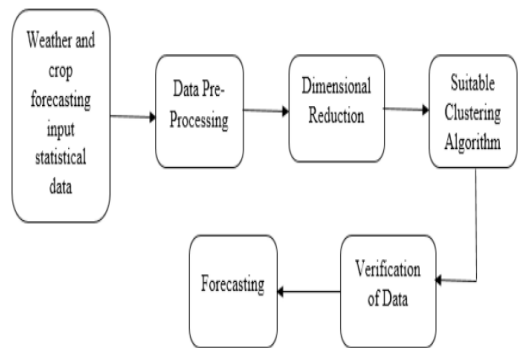 Weather and
crop
forecasting
input
statistical
data
Data Pre-
Processing
Dimensional
Reduction
Suitable
Clustering
Algorithm
Verification
of Data
Forecasting